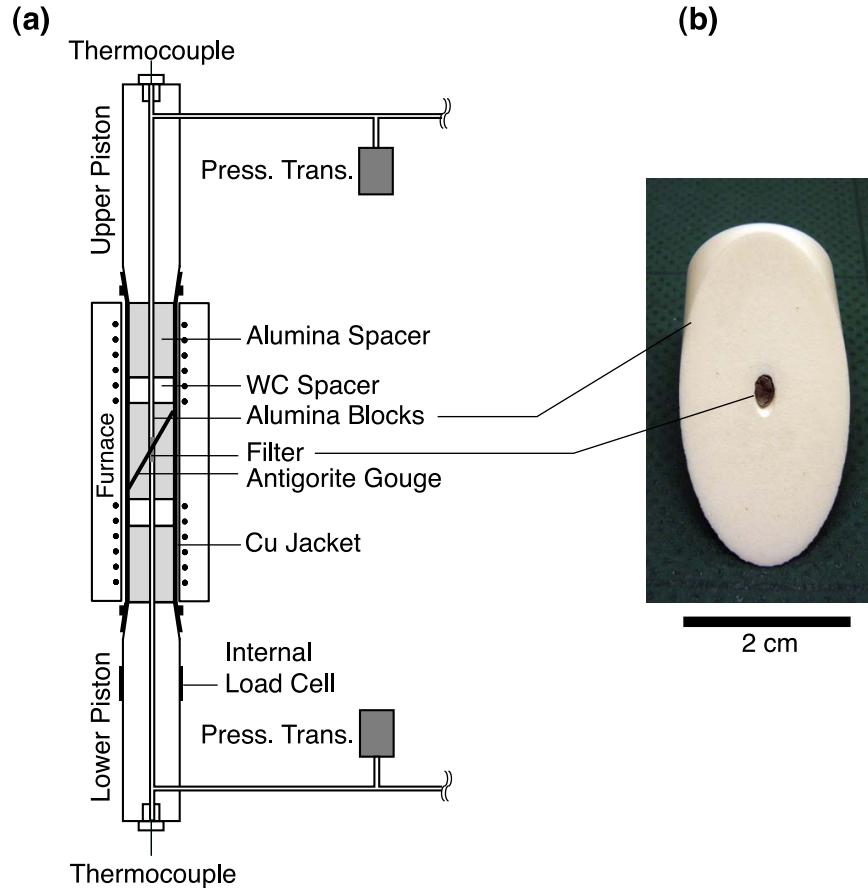 (a)
(b)
Thermocouple
Upper Piston
Press. Trans.
Alumina Spacer
WC Spacer
Alumina Blocks
Filter
Antigorite Gouge
Furnace
Cu Jacket
2 cm
Internal
Load Cell
Lower Piston
Press. Trans.
Thermocouple